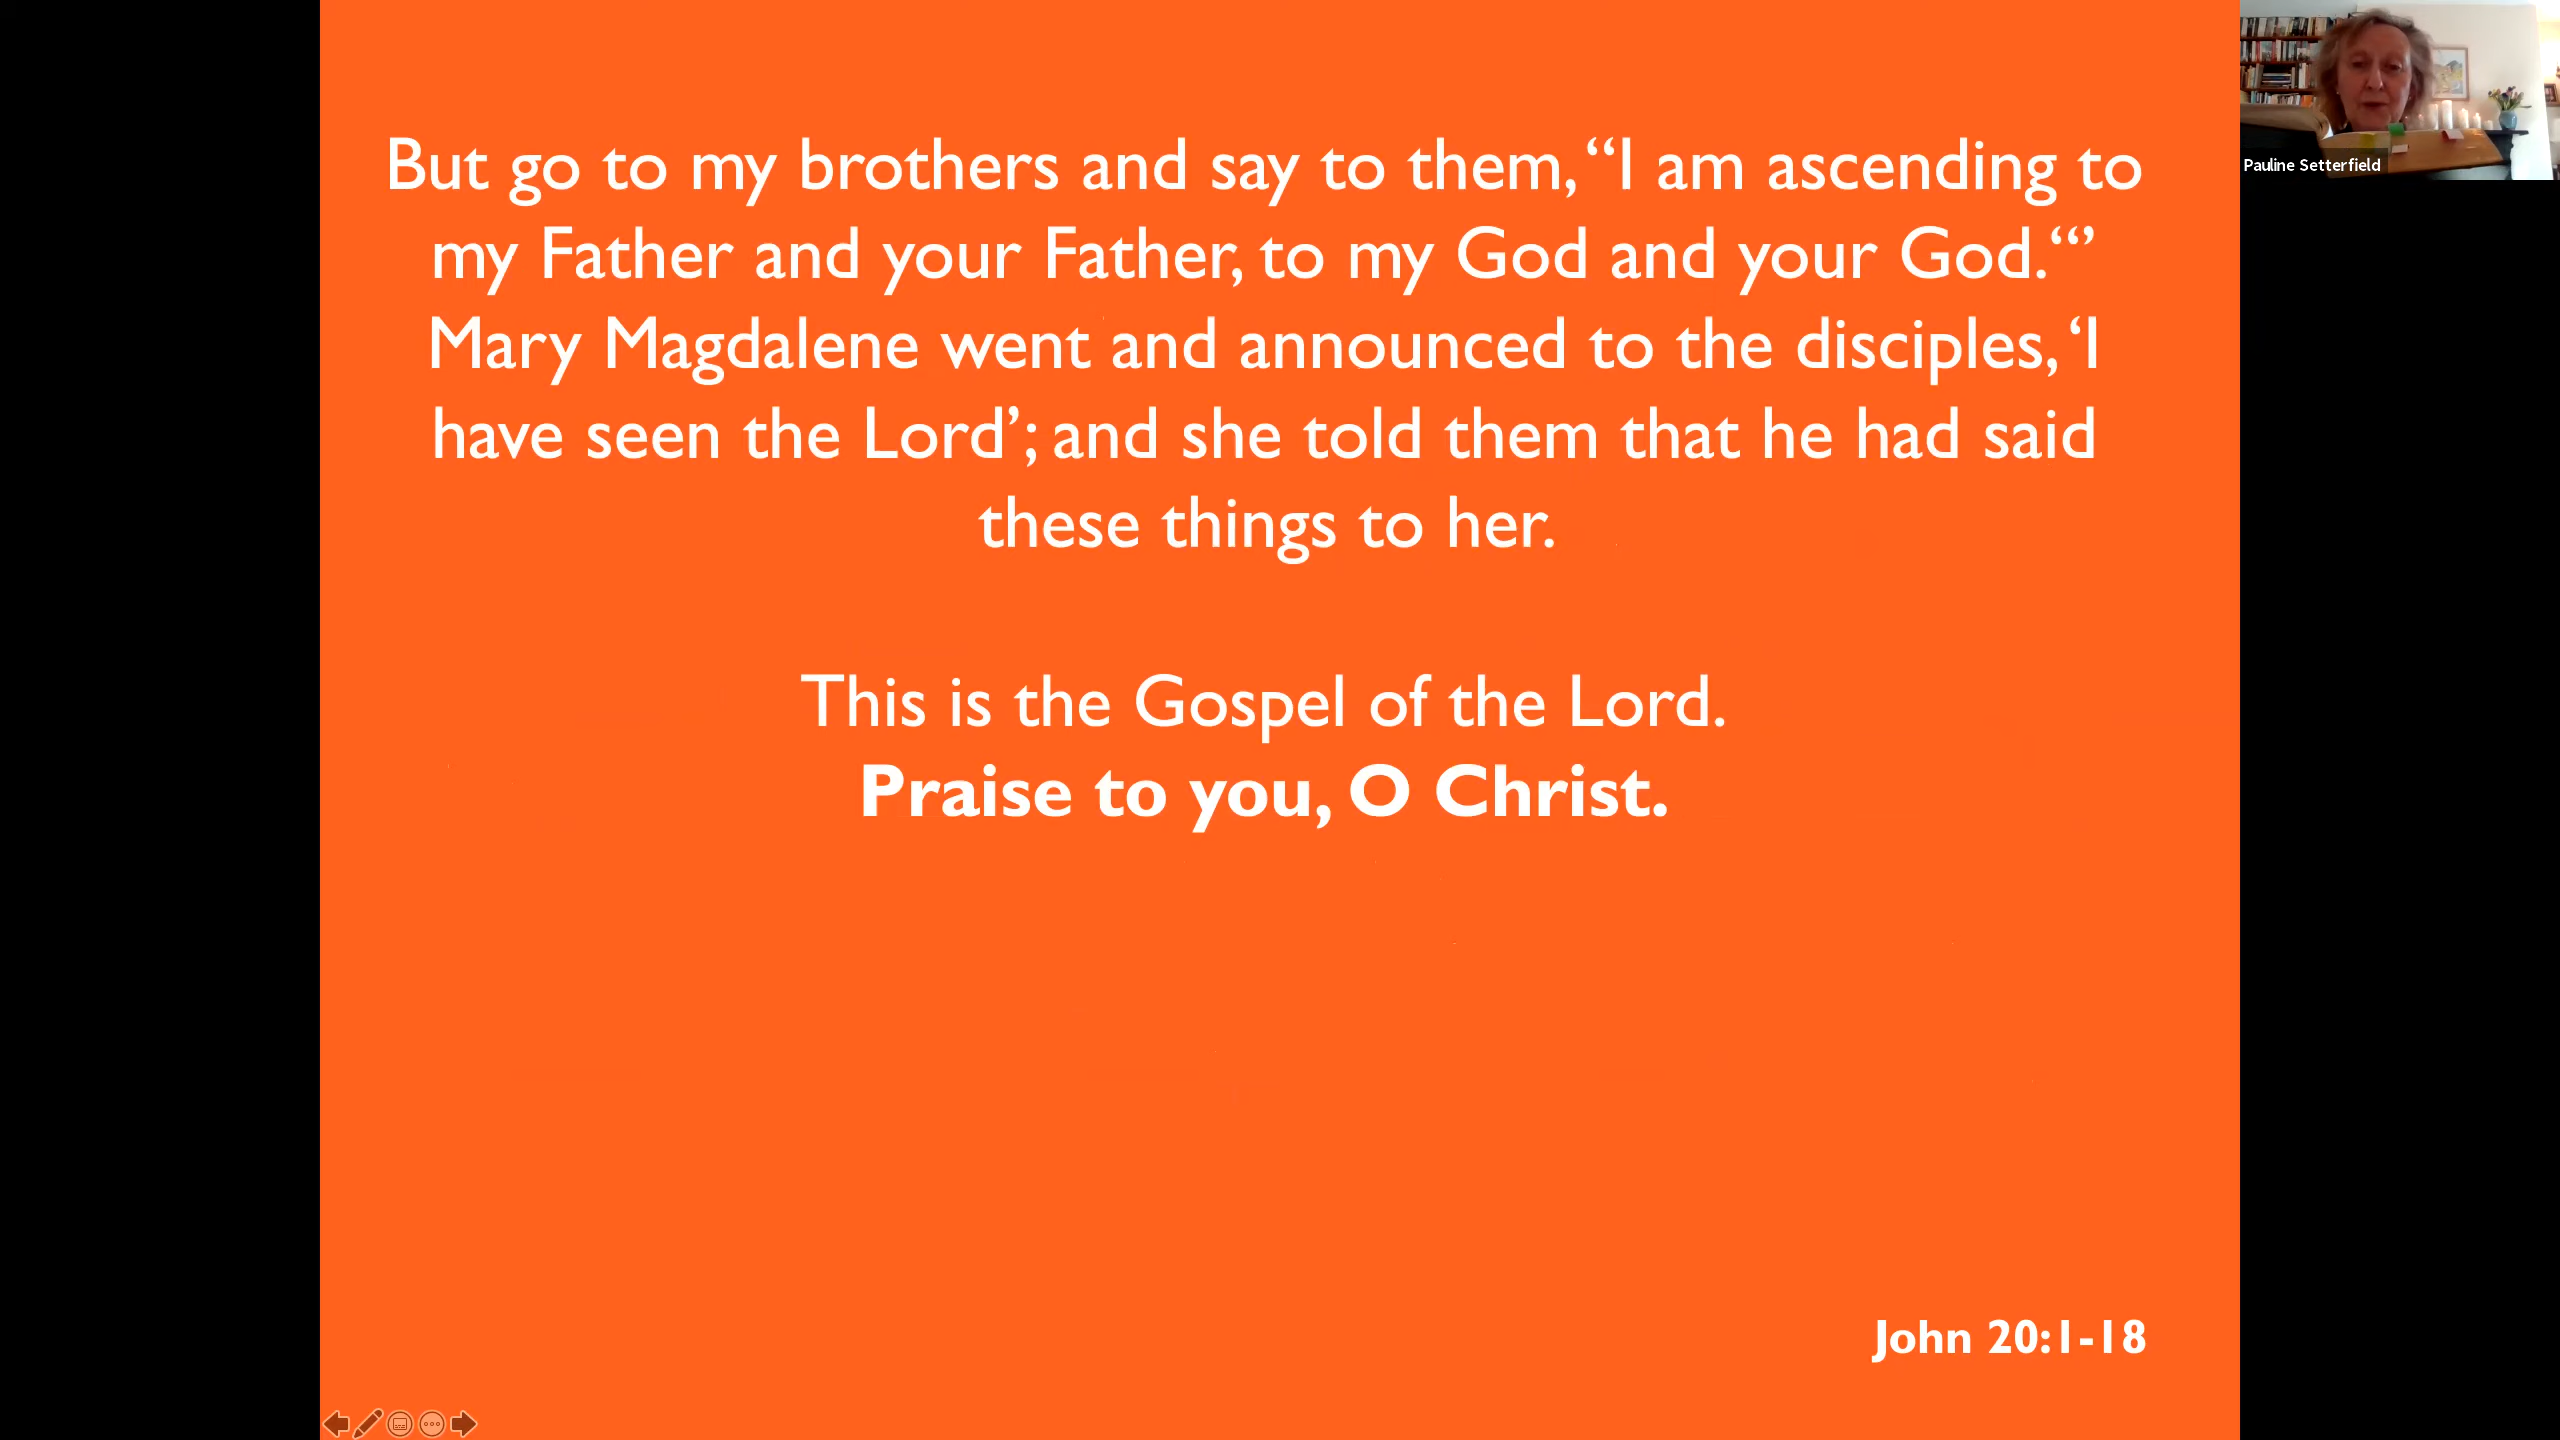 But go to my brothers and say to them, “I am ascending to
my Father and your Father, to my God and your God.“’
Mary Magdalene went and announced to the disciples, ‘I
have seen the Lord’; and she told them that he had said
these things to her.
This is the Gospel of the Lord.
Praise to you, O Christ.
John 20:1-18
Pauline Setterfield